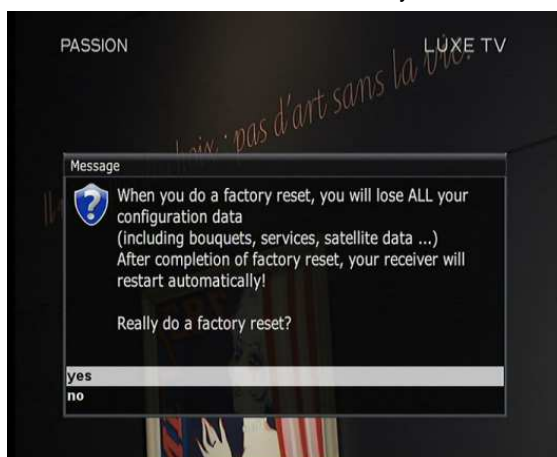 PASSION
LUXE TV
pas d'art sans la vie.
Message
When you do a factory reset, you will lose ALL your
configuration data
(including bouquets, services, satellite data ...)
After completion of factory reset, your receiver will
restart automatically!
Really do a factory reset?
yes
no